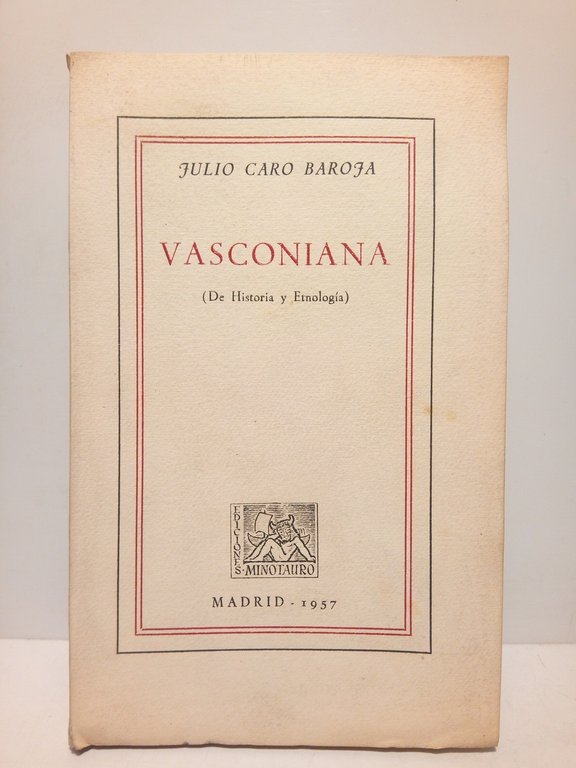 JULIO CARO BAROJA
VASCONIANA
(De Historia y Etnología)
EDICIONES
MINOTAURO
MADRID - 1957